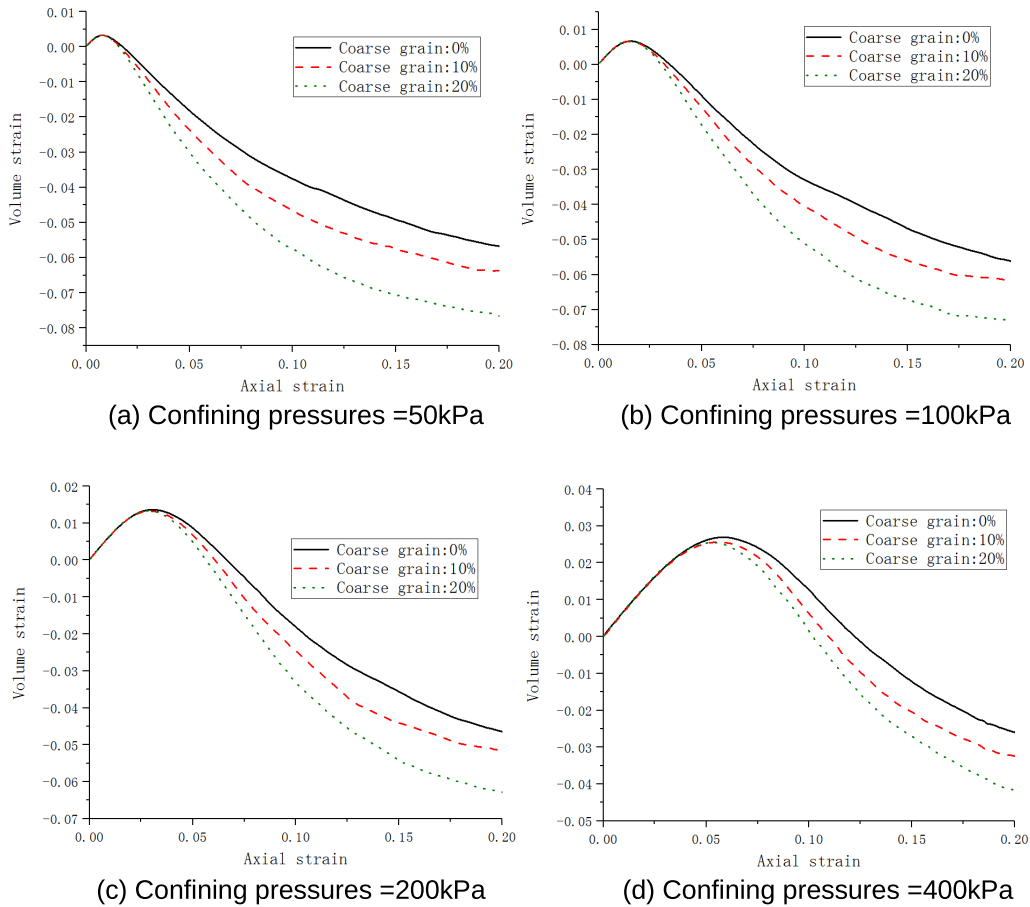 0.01
0.00
-0.01
-0.02
-0.03
-0.04
-0.05
-0.06
-0.07
-0.08
Volume strain
Coarse grain:0%
Coarse grain:10%
Coarse grain:20%
0.00 0.05 0.10 0.15 0.20
Axial strain
(a) Confining pressures =50kPa
0.01
0.00
-0.01
-0.02
-0.03
-0.04
-0.05
-0.06
-0.07
-0.08
Volume strain
Coarse grain:0%
Coarse grain:10%
Coarse grain:20%
0.00 0.05 0.10 0.15 0.20
Axial strain
(b) Confining pressures =100kPa
0.02
0.01
0.00
-0.01
-0.02
-0.03
-0.04
-0.05
-0.06
-0.07
Volume strain
Coarse grain:0%
Coarse grain:10%
Coarse grain:20%
0.00 0.05 0.10 0.15 0.20
Axial strain
(c) Confining pressures =200kPa
0.04
0.03
0.02
0.01
0.00
-0.01
-0.02
-0.03
-0.04
-0.05
Volume strain
Coarse grain:0%
Coarse grain:10%
Coarse grain:20%
0.00 0.05 0.10 0.15 0.20
Axial strain
(d) Confining pressures =400kPa